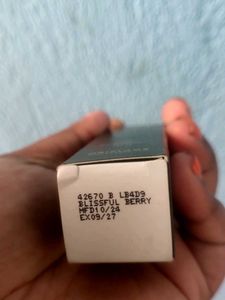 42670 B LB4D9
BLISSFUL BERRY
MFD10/24
EX09/27